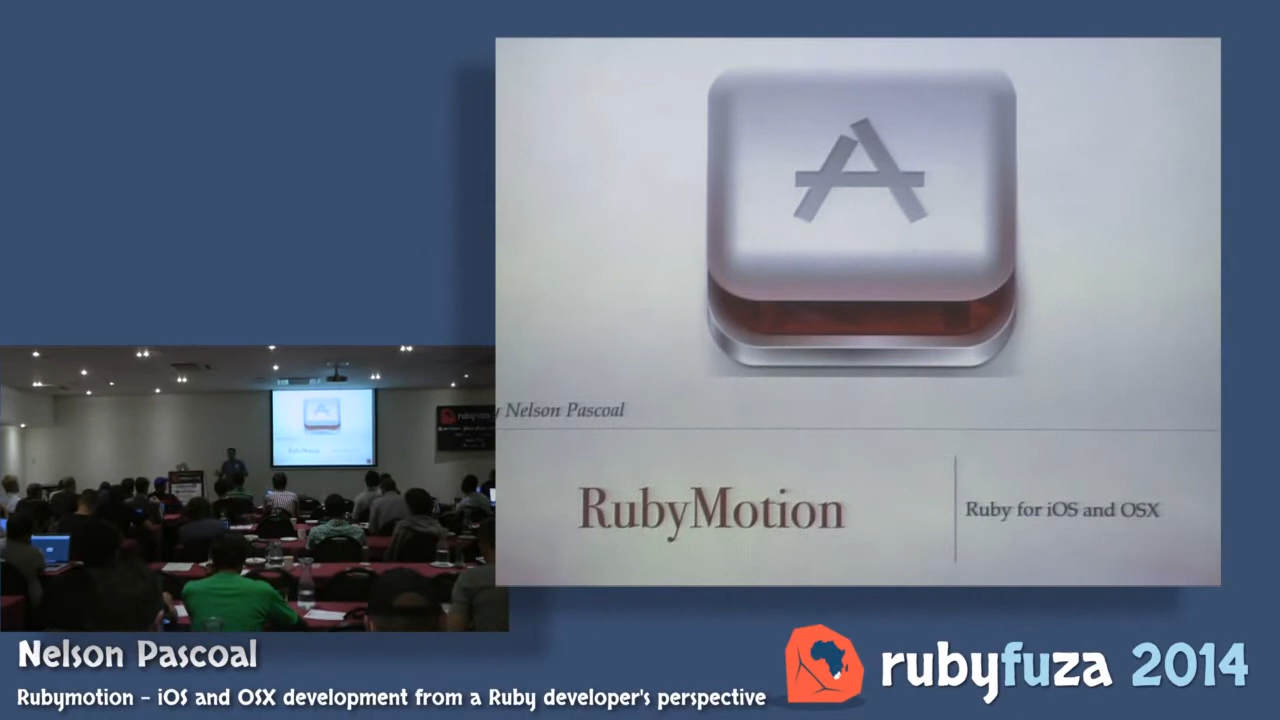 y Nelson Pascoal
RubyMotion
Ruby for iOS and OSX
rubyfuza
Nelson Pascoal
Rubymotion - iOS and OSX development from a Ruby developer's perspective
rubyfuza 2014